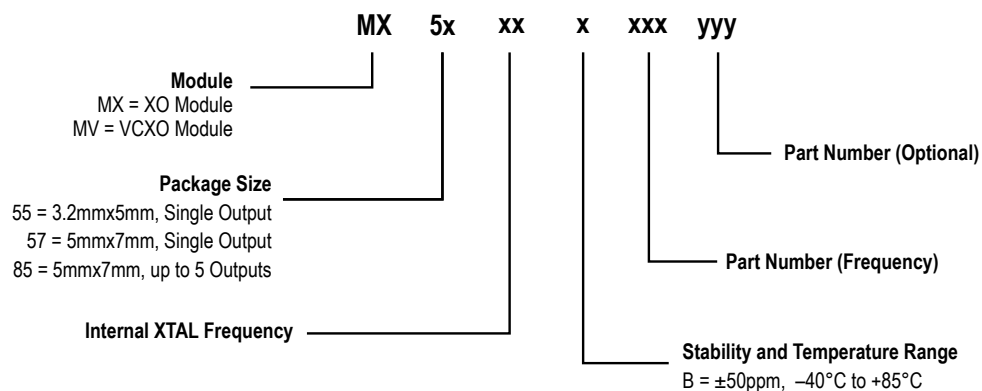 MX 5x xx x xxx yyy
Module
MX = XO Module
MV = VCXO Module
Part Number (Optional)
Package Size
55 = 3.2mmx5mm, Single Output
57 = 5mmx7mm, Single Output
85 = 5mmx7mm, up to 5 Outputs
Part Number (Frequency)
Internal XTAL Frequency
Stability and Temperature Range
B = ±50ppm, –40°C to +85°C